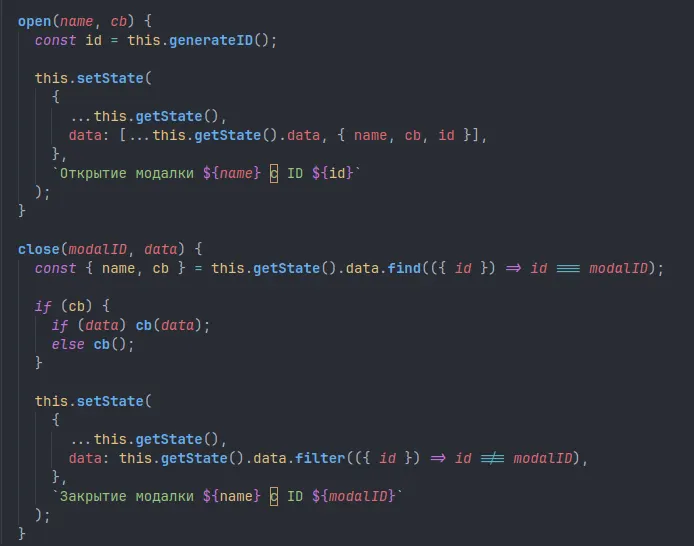 open(name, cb) {
const id = this.generateID();
this.setState(
{
...this.getState(),
data: [...this.getState().data, { name, cb, id }],
},
`Открытие модалки ${name} с ID ${id}`
);
}
close(modalID, data) {
const { name, cb } = this.getState().data.find(({ id }) => id === modalID);
if (cb) {
if (data) cb(data);
else cb();
}
this.setState(
{
...this.getState(),
data: this.getState().data.filter(({ id }) => id !== modalID),
},
`Закрытие модалки ${name} с ID ${modalID}`
);
}